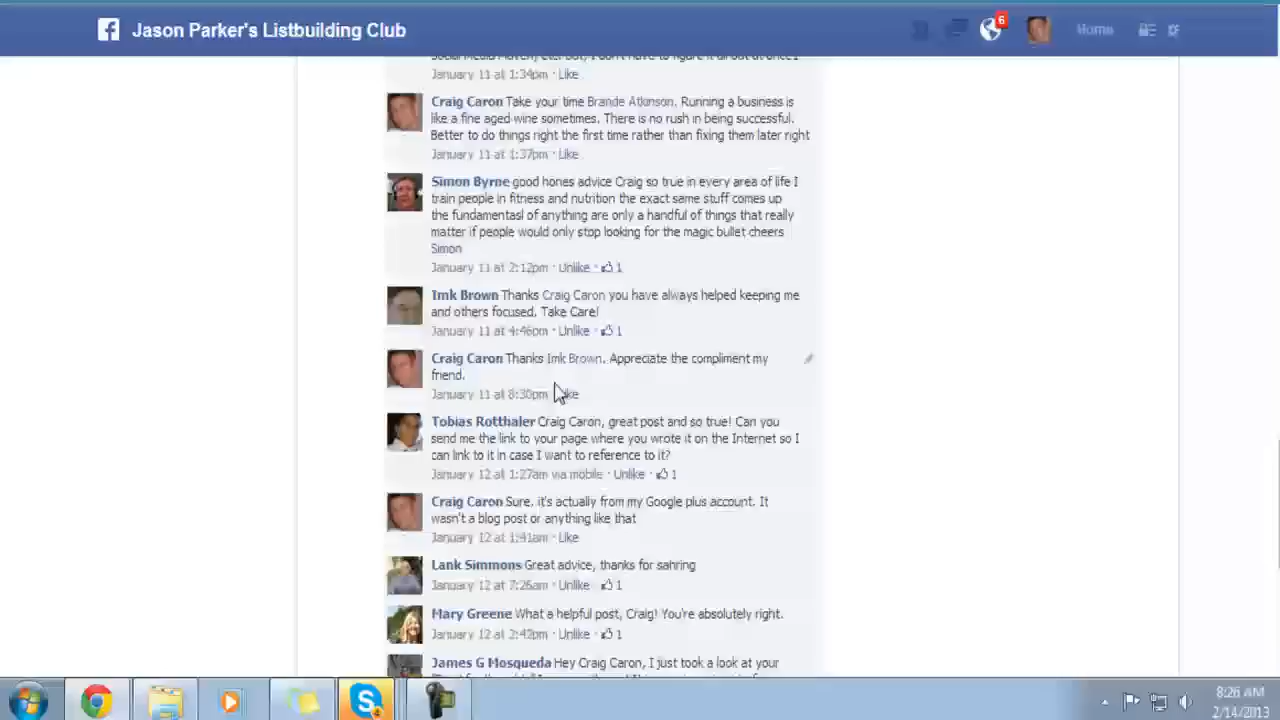 Jason Parker's Listbuilding Club
6
Home
January 11 at 1:34pm · Like
Craig Caron Take your time Brande Atkinson. Running a business is
like a fine aged wine sometimes. There is no rush in being successful.
Better to do things right the first time rather than fixing them later right
January 11 at 1:37pm · Like
Simon Byrne good hones advice Craig so true in every area of life I
train people in fitness and nutrition the exact same stuff comes up
the fundamentasl of anything are only a handful of things that really
matter if people would only stop looking for the magic bullet cheers
Simon
January 11 at 2:12pm · Unlike · 1
Imk Brown Thanks Craig Caron you have always helped keeping me
and others focused, Take Care!
January 11 at 4:46pm · Unlike · 1
Craig Caron Thanks Imk Brown. Appreciate the compliment my
friend.
January 11 at 8:30pm · Like
Tobias Rotthaler Craig Caron, great post and so true! Can you
send me the link to your page where you wrote it on the Internet so I
can link to it in case I want to reference to it?
January 12 at 1:27am via mobile · Unlike · 1
Craig Caron Sure, it's actually from my Google plus account. It
wasn't a blog post or anything like that
January 12 at 1:41am · Like
Lank Simmons Great advice, thanks for sahring
January 12 at 7:26am · Unlike · 1
Mary Greene What a helpful post, Craig! You're absolutely right.
January 12 at 2:42pm · Unlike · 1
James G Mosqueda Hey Craig Caron, I just took a look at your
8:26 AM
2/14/2013